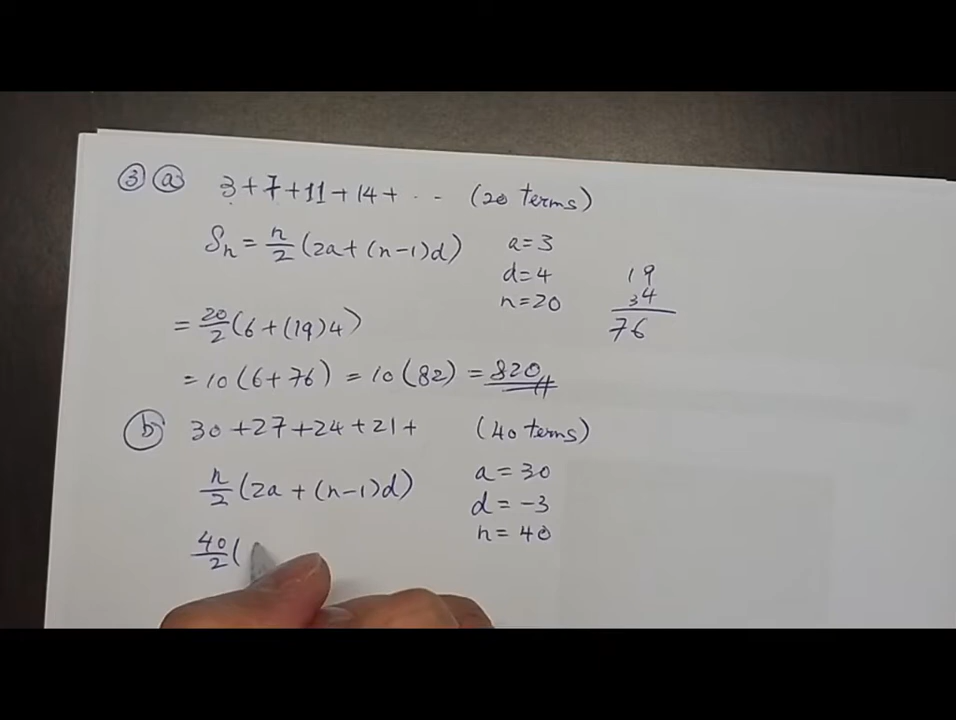 ③ ⓐ 3+7+11+14+ ·· - (20 terms)
Sₙ = n/2 (2a+(n-1)d) a=3
d=4
n=20
19
34
76
= 20/2 (6+(19)4)
= 10(6+76) = 10(82) = 820
ⓑ 30+27+24+21+ (40 terms)
n/2 (2a+(n-1)d) a = 30
d = -3
n = 40
40/2 (